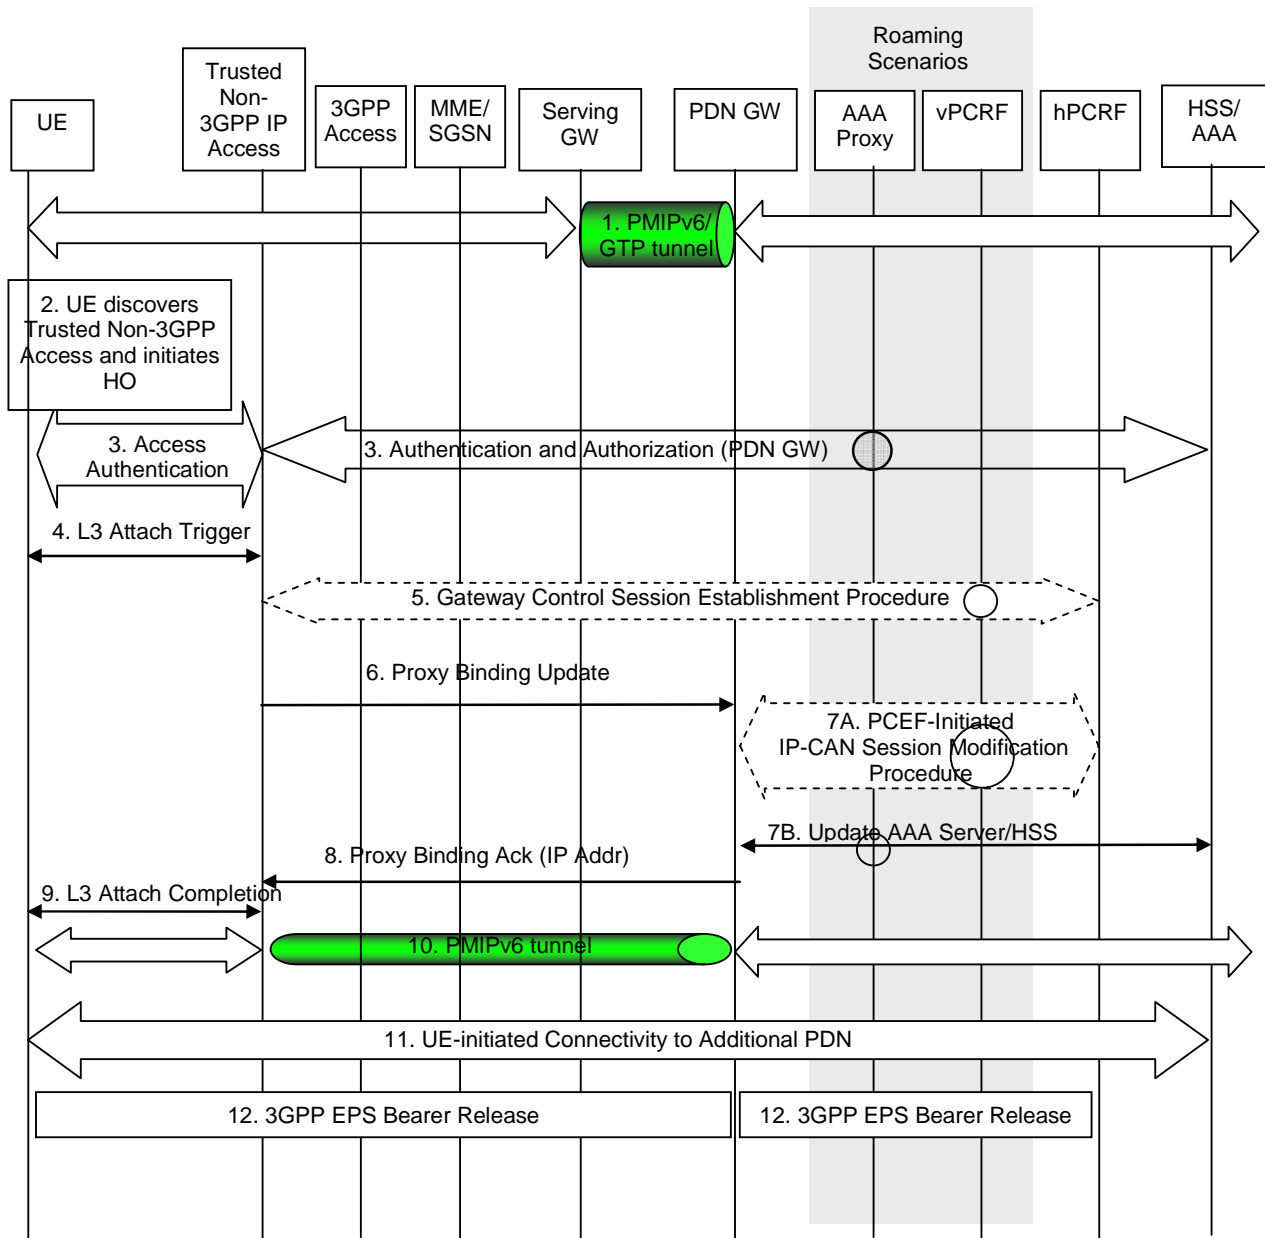 Roaming
Scenarios
UE
Trusted
Non-
3GPP IP
Access
3GPP
Access
MME/
SGSN
Serving
GW
PDN GW
AAA
Proxy
vPCRF
hPCRF
HSS/
AAA
1. PMIPv6/
GTP tunnel
2. UE discovers
Trusted Non-3GPP
Access and initiates
HO
3. Access
Authentication
3. Authentication and Authorization (PDN GW)
4. L3 Attach Trigger
5. Gateway Control Session Establishment Procedure
6. Proxy Binding Update
7A. PCEF-Initiated
IP-CAN Session Modification
Procedure
7B. Update AAA Server/HSS
8. Proxy Binding Ack (IP Addr)
9. L3 Attach Completion
10. PMIPv6 tunnel
11. UE-initiated Connectivity to Additional PDN
12. 3GPP EPS Bearer Release
12. 3GPP EPS Bearer Release